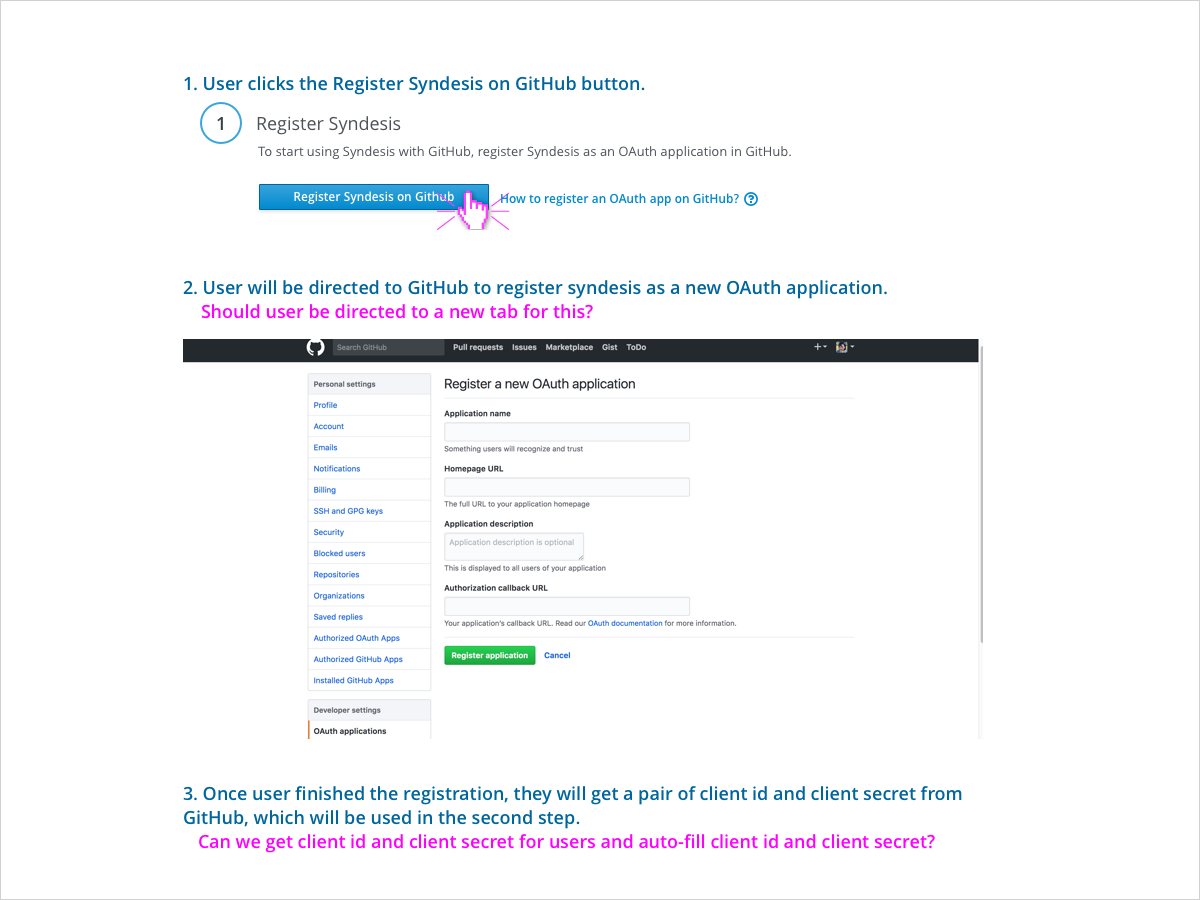 1. User clicks the Register Syndesis on GitHub button.
1
Register Syndesis
To start using Syndesis with GitHub, register Syndesis as an OAuth application in GitHub.
Register Syndesis on Github
How to register an OAuth app on GitHub? ?
2. User will be directed to GitHub to register syndesis as a new OAuth application.
Should user be directed to a new tab for this?
Search GitHub
Pull requests Issues Marketplace Gist ToDo
Personal settings
Profile
Account
Emails
Notifications
Billing
SSH and GPG keys
Security
Blocked users
Repositories
Organizations
Saved replies
Authorized OAuth Apps
Authorized GitHub Apps
Installed GitHub Apps
Developer settings
OAuth applications
Register a new OAuth application
Application name
Something users will recognize and trust
Homepage URL
The full URL to your application homepage
Application description
Application description is optional
This is displayed to all users of your application
Authorization callback URL
Your application's callback URL. Read our OAuth documentation for more information.
Register application Cancel
3. Once user finished the registration, they will get a pair of client id and client secret from
GitHub, which will be used in the second step.
Can we get client id and client secret for users and auto-fill client id and client secret?